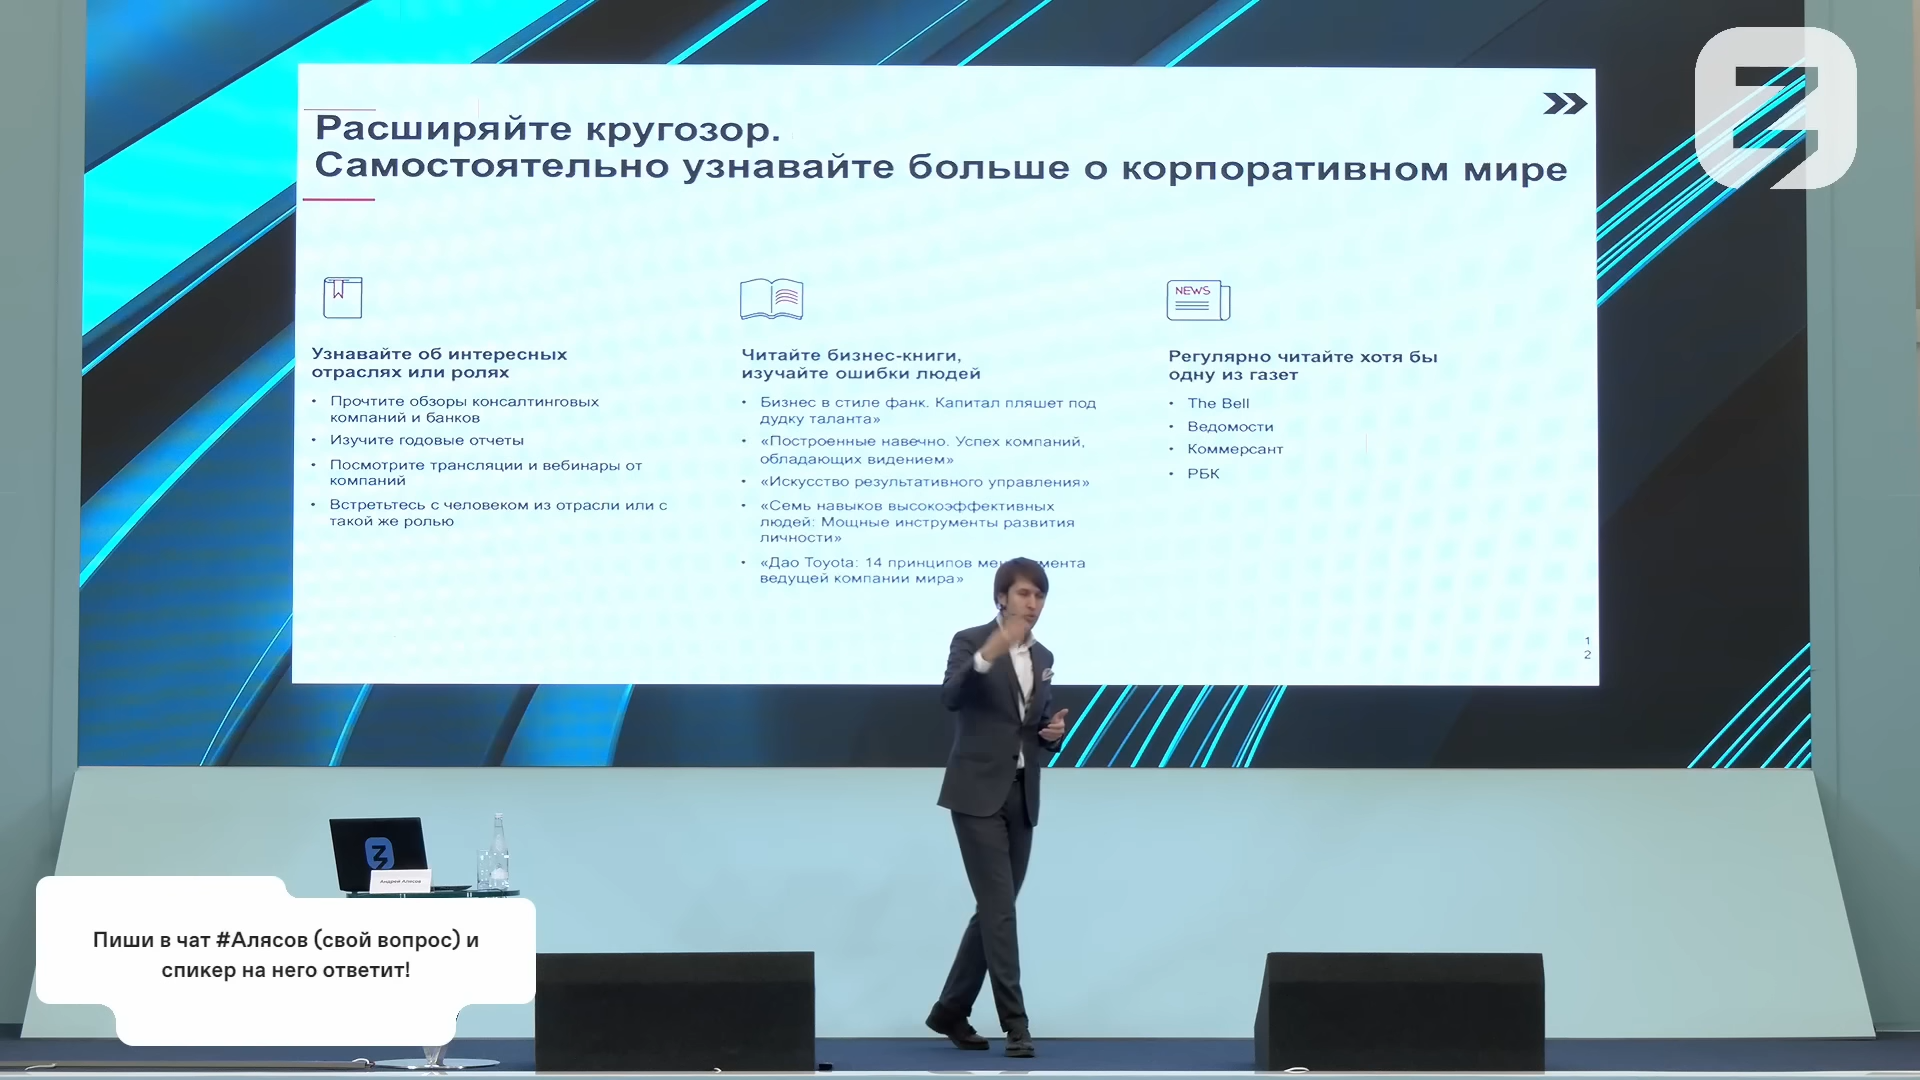 Расширяйте кругозор.
Самостоятельно узнавайте больше о корпоративном мире
Узнавайте об интересных
отраслях или ролях
• Прочтите обзоры консалтинговых
компаний и банков
• Изучите годовые отчеты
• Посмотрите трансляции и вебинары от
компаний
• Встретьтесь с человеком из отрасли или с
такой же ролью
Читайте бизнес-книги,
изучайте ошибки людей
• Бизнес в стиле фанк. Капитал пляшет под
дудку таланта»
• «Построенные навечно. Успех компаний,
обладающих видением»
• «Искусство результативного управления»
• «Семь навыков высокоэффективных
людей: Мощные инструменты развития
личности»
• «Дао Toyota: 14 принципов
ведущей компании мира»
NEWS
Регулярно читайте хотя бы
одну из газет
• The Bell
• Ведомости
• Коммерсант
• РБК
1
2
Андрей Алясов
Пиши в чат #Алясов (свой вопрос) и
спикер на него ответит!